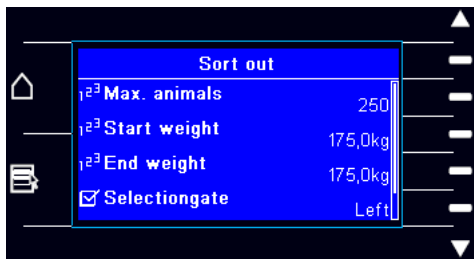 Sort out
123 Max. animals
250
123 Start weight
175,0kg
123 End weight
175,0kg
Selectiongate
Left